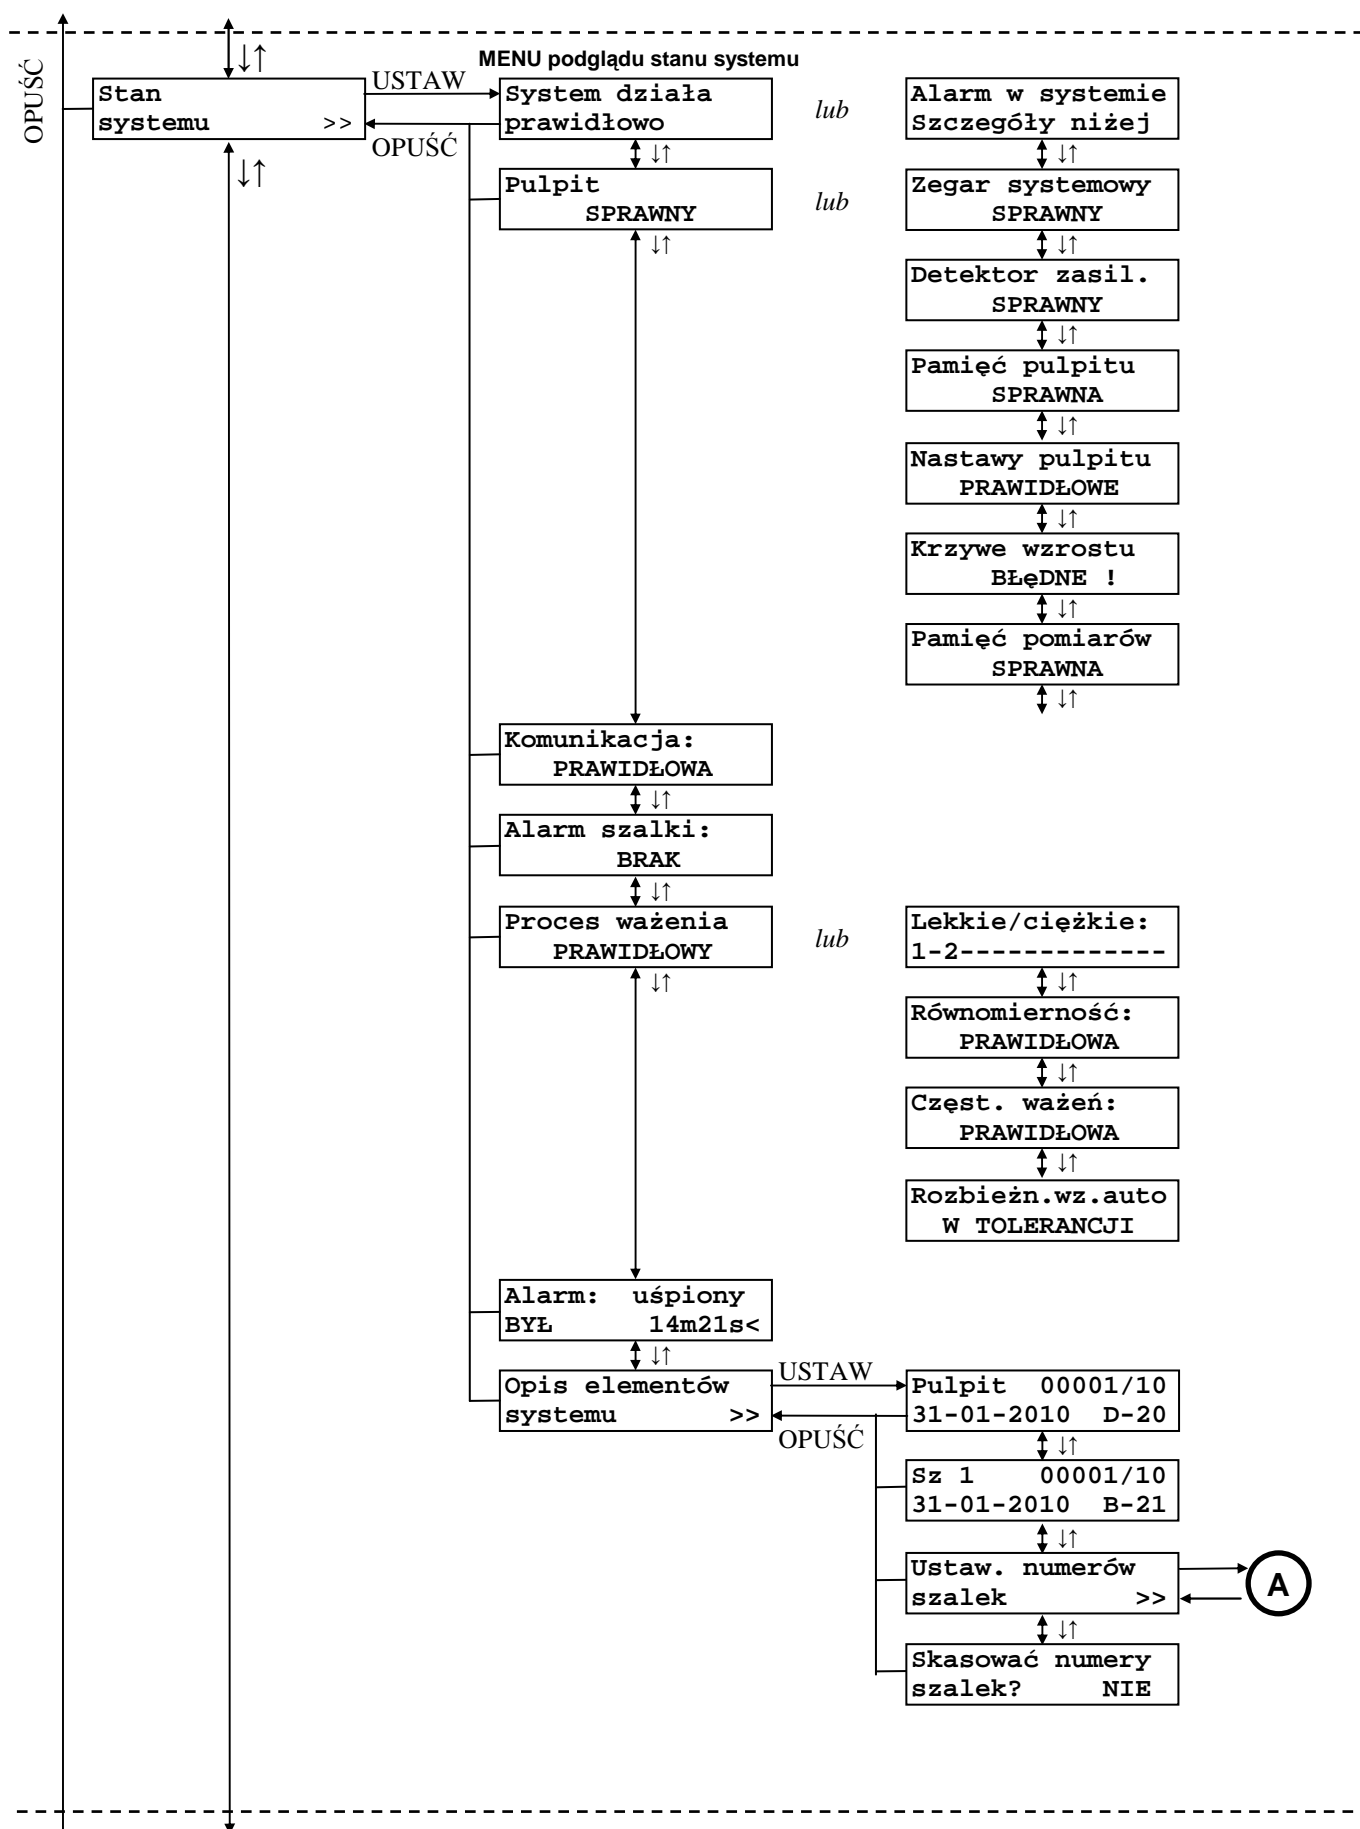 OPUŚĆ
↓↑
MENU podglądu stanu systemu
Stan
systemu >>
USTAW
OPUŚĆ
↓↑
System działa
prawidłowo
lub
Alarm w systemie
Szczegóły niżej
↓↑
↓↑
Pulpit
SPRAWNY
lub
Zegar systemowy
SPRAWNY
↓↑
↓↑
Detektor zasil.
SPRAWNY
↓↑
Pamięć pulpitu
SPRAWNA
↓↑
Nastawy pulpitu
PRAWIDŁOWE
↓↑
Krzywe wzrostu
BŁęDNE !
↓↑
Pamięć pomiarów
SPRAWNA
↓↑
Komunikacja:
PRAWIDŁOWA
↓↑
Alarm szalki:
BRAK
↓↑
Proces ważenia
PRAWIDŁOWY
↓↑
lub
Lekkie/ciężkie:
1-2-------------
↓↑
Równomierność:
PRAWIDŁOWA
↓↑
Częst. ważeń:
PRAWIDŁOWA
↓↑
Rozbieżn.wz.auto
W TOLERANCJI
Alarm: uśpiony
BYŁ 14m21s<
↓↑
Opis elementów
systemu >>
USTAW
OPUŚĆ
Pulpit 00001/10
31-01-2010 D-20
↓↑
Sz 1 00001/10
31-01-2010 B-21
↓↑
Ustaw. numerów
szalek >>
A
↓↑
Skasować numery
szalek? NIE